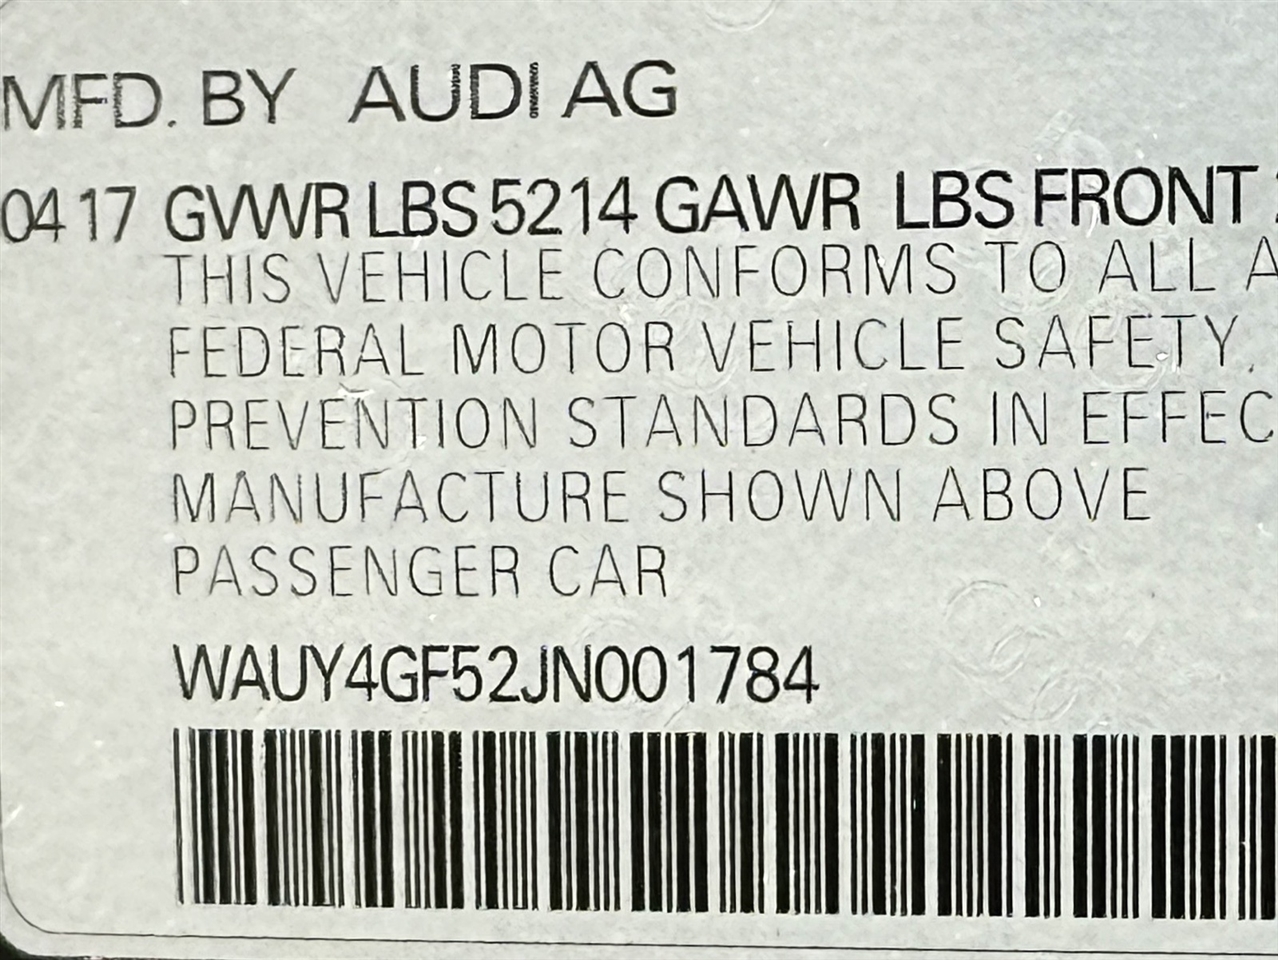 MFD. BY AUDI AG
04 17 GVWR LBS 5214 GAWR LBS FRONT
THIS VEHICLE CONFORMS TO ALL A
FEDERAL MOTOR VEHICLE SAFETY,
PREVENTION STANDARDS IN EFFEC
MANUFACTURE SHOWN ABOVE
PASSENGER CAR
WAUY4GF52JN001784